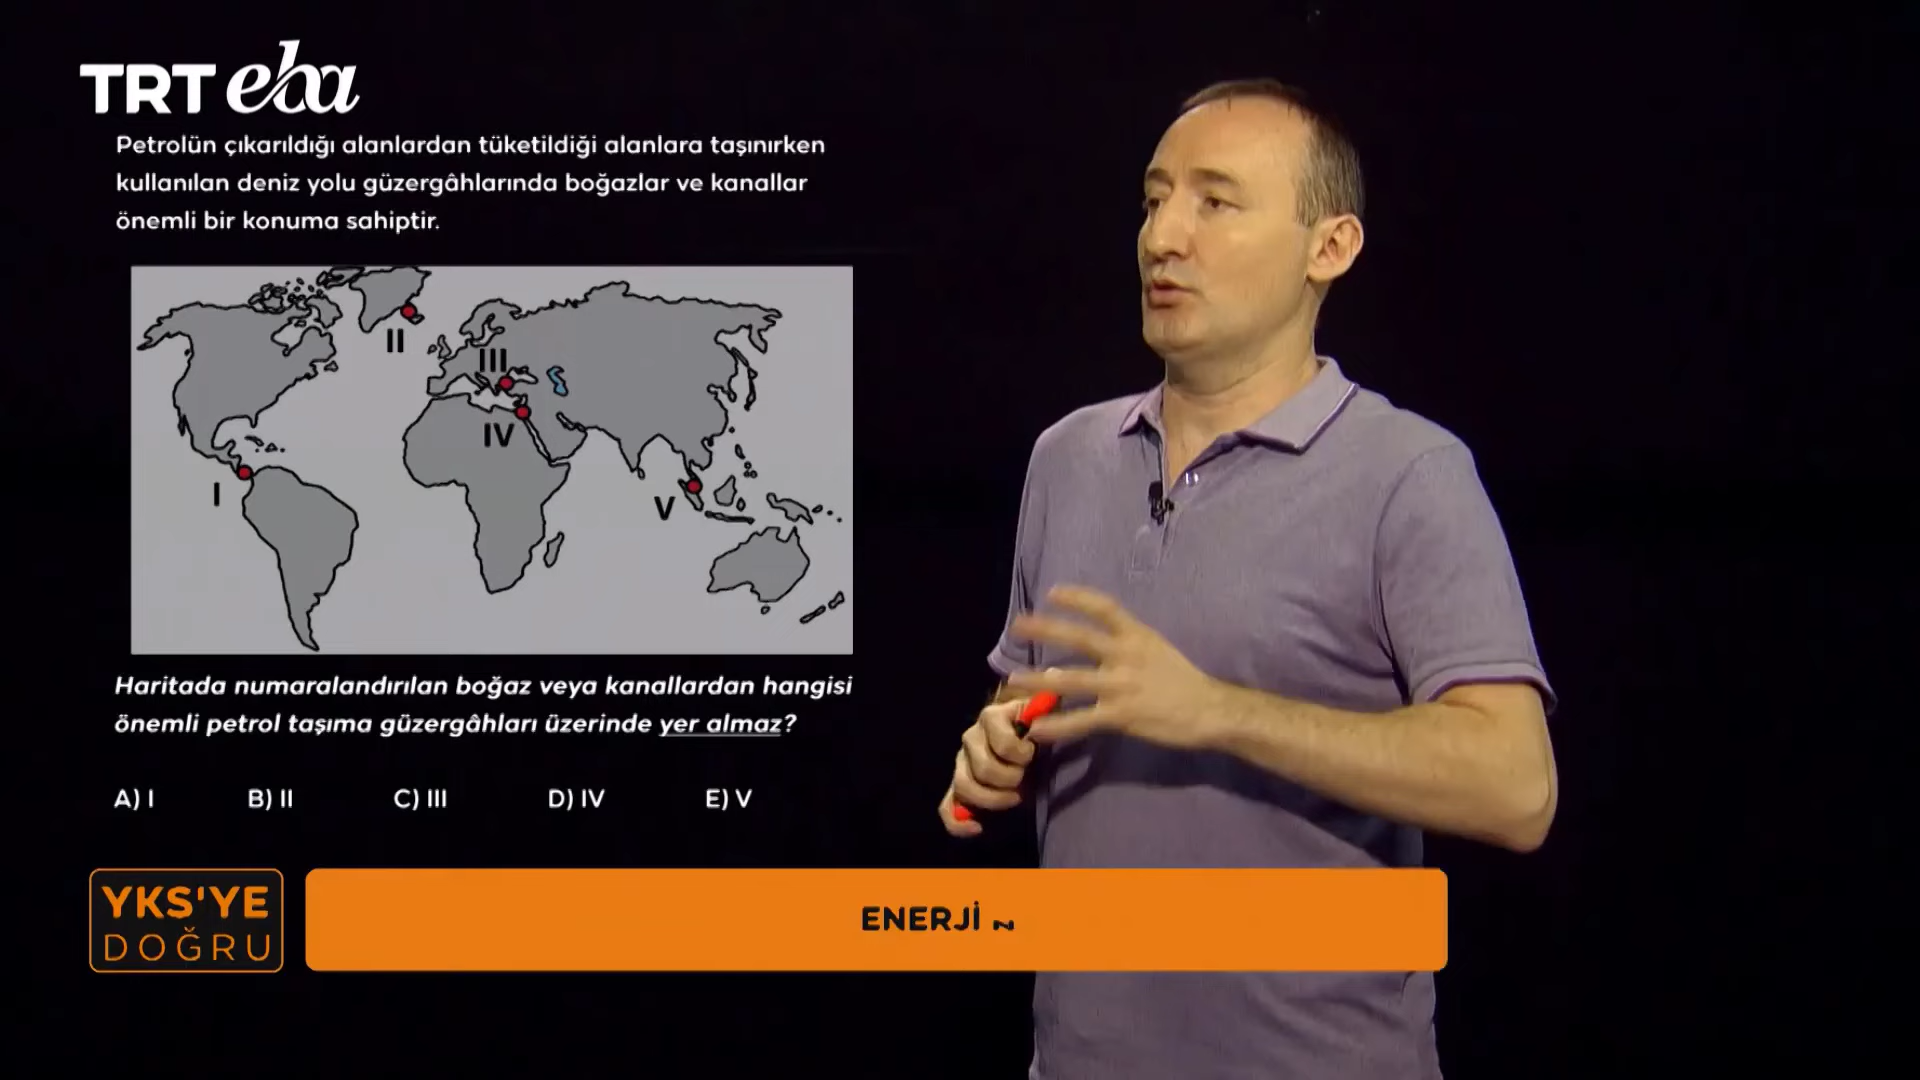 TRT eba
Petrolün çıkarıldığı alanlardan tüketildiği alanlara taşınırken
kullanılan deniz yolu güzergâhlarında boğazlar ve kanallar
önemli bir konuma sahiptir.
II
III
IV
I
V
Haritada numaralandırılan boğaz veya kanallardan hangisi
önemli petrol taşıma güzergâhları üzerinde yer almaz?
A) I B) II C) III D) IV E) V
YKS'YE
DOĞRU
ENERJİ